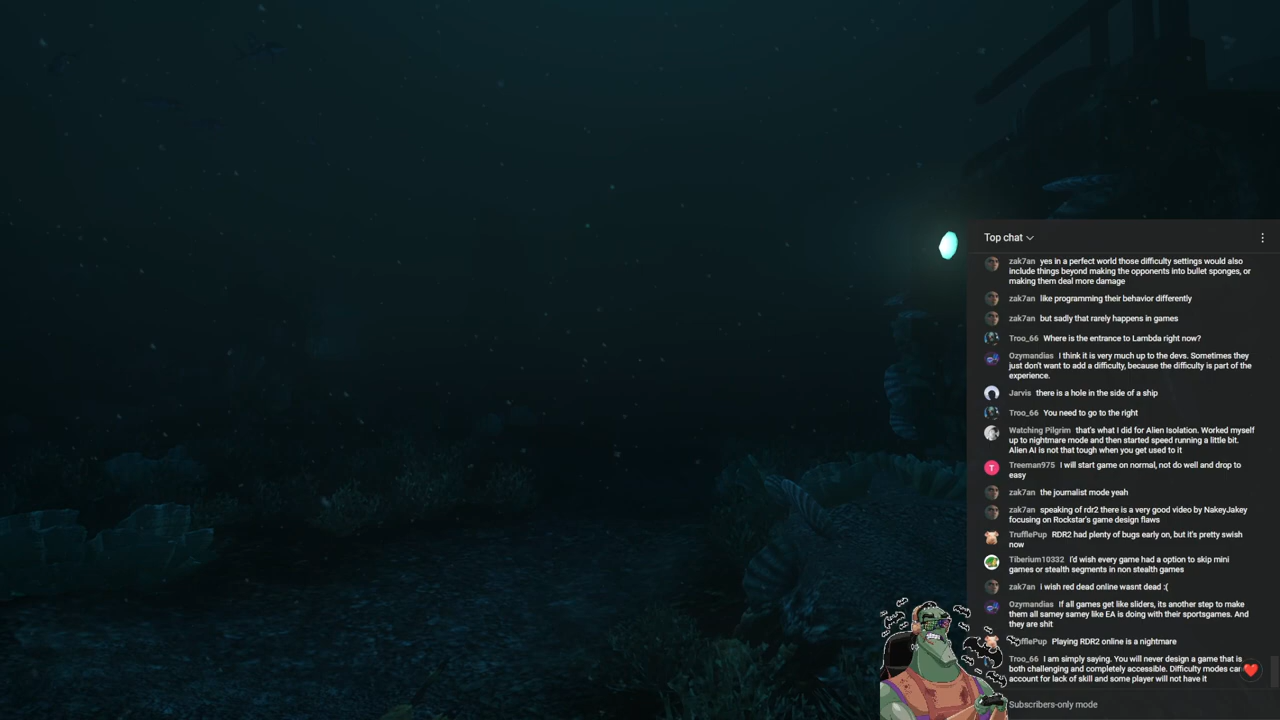 Top chat
zak7an yes in a perfect world those difficulty settings would also
include things beyond making the opponents into bullet sponges, or
making them deal more damage
zak7an like programming their behavior differently
zak7an but sadly that rarely happens in games
Troo_66 Where is the entrance to Lambda right now?
Ozymandias I think it is very much up to the devs. Sometimes they
just don't want to add a difficulty, because the difficulty is part of the
experience.
Jarvis there is a hole in the side of a ship
Troo_66 You need to go to the right
Watching Pilgrim that's what I did for Alien Isolation. Worked myself
up to nightmare mode and then started speed running a little bit.
Alien AI is not that tough when you get used to it
T
Treeman975 I will start game on normal, not do well and drop to
easy
zak7an the journalist mode yeah
zak7an speaking of rdr2 there is a very good video by NakeyJakey
focusing on Rockstar's game design flaws
TrufflePup RDR2 had plenty of bugs early on, but it's pretty swish
now
Tiberium10332 I'd wish every game had a option to skip mini
games or stealth segments in non stealth games
zak7an i wish red dead online wasnt dead :(
Ozymandias If all games get like sliders, its another step to make
them all samey samey like EA is doing with their sportsgames. And
they are shit
fflePup Playing RDR2 online is a nightmare
Troo_66 I am simply saying. You will never design a game that is
both challenging and completely accessible. Difficulty modes can
account for lack of skill and some player will not have it
Subscribers-only mode